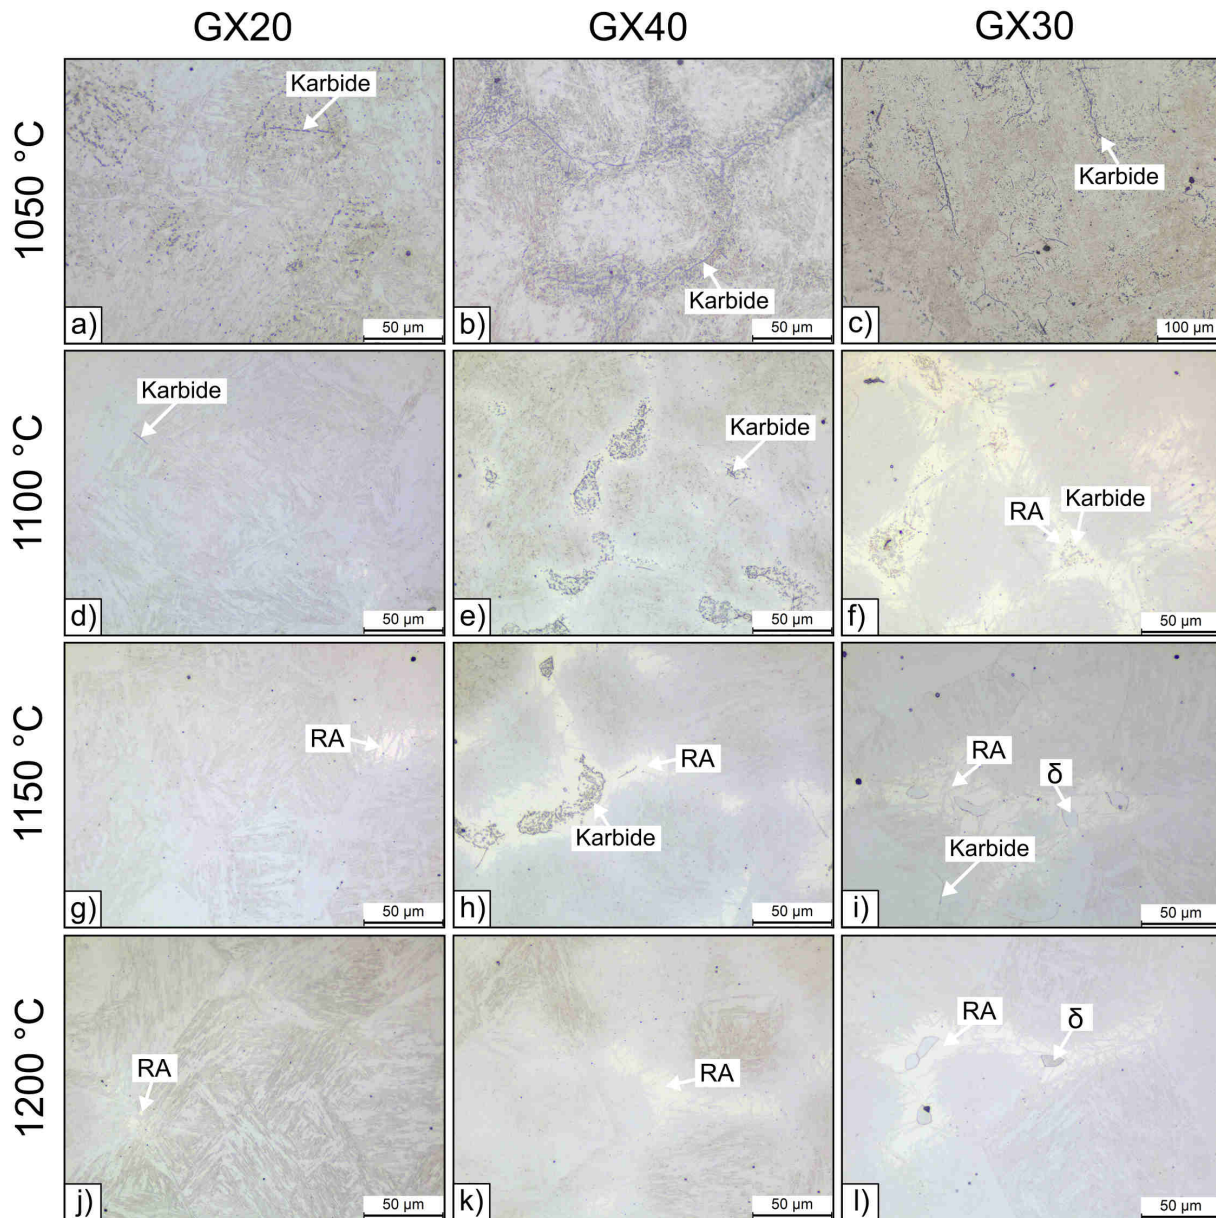 GX20 GX40 GX30
1050 °C
Karbide
Karbide
Karbide
a) 50 µm
b) 50 µm
c) 100 µm
1100 °C
Karbide
Karbide
RA Karbide
d) 50 µm
e) 50 µm
f) 50 µm
1150 °C
RA
RA
Karbide
RA
δ
Karbide
g) 50 µm
h) 50 µm
i) 50 µm
1200 °C
RA
RA
RA
δ
j) 50 µm
k) 50 µm
l) 50 µm